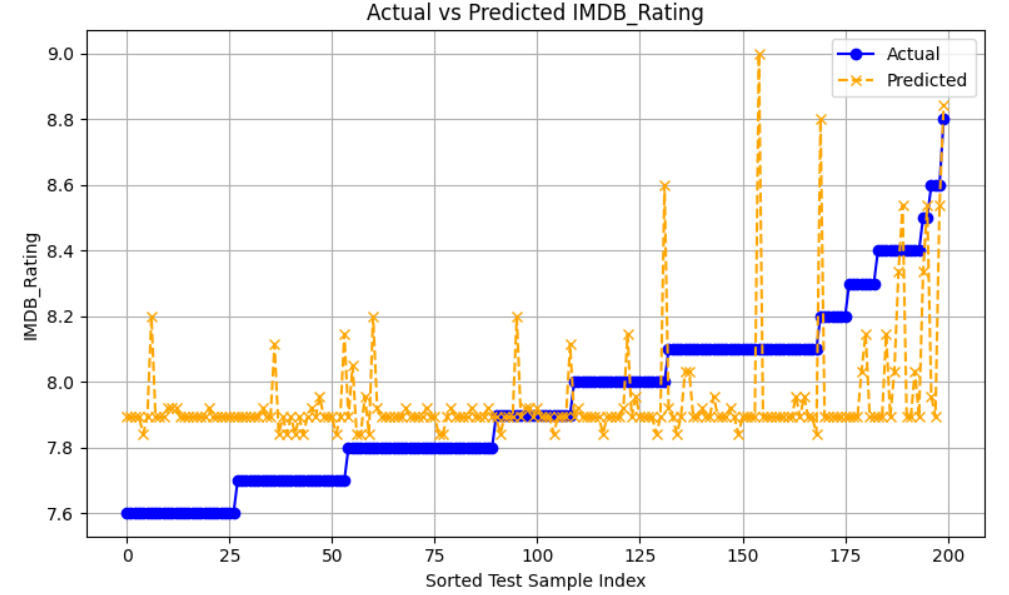 Actual vs Predicted IMDB_Rating
Actual
Predicted
IMDB_Rating
9.0
8.8
8.6
8.4
8.2
8.0
7.8
7.6
0 25 50 75 100 125 150 175 200
Sorted Test Sample Index